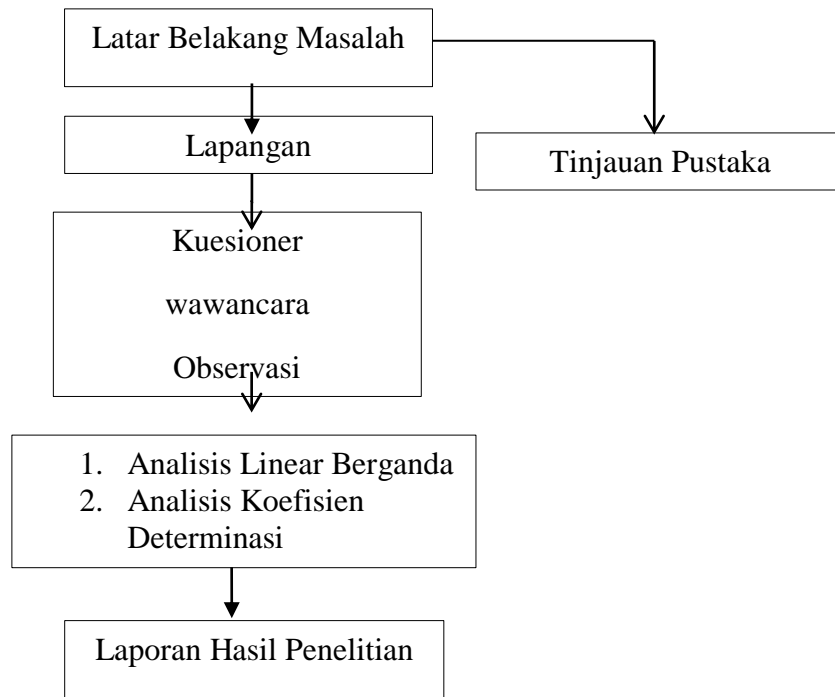 Latar Belakang Masalah
Lapangan
Tinjauan Pustaka
Kuesioner
wawancara
Observasi
1. Analisis Linear Berganda
2. Analisis Koefisien
Determinasi
Laporan Hasil Penelitian